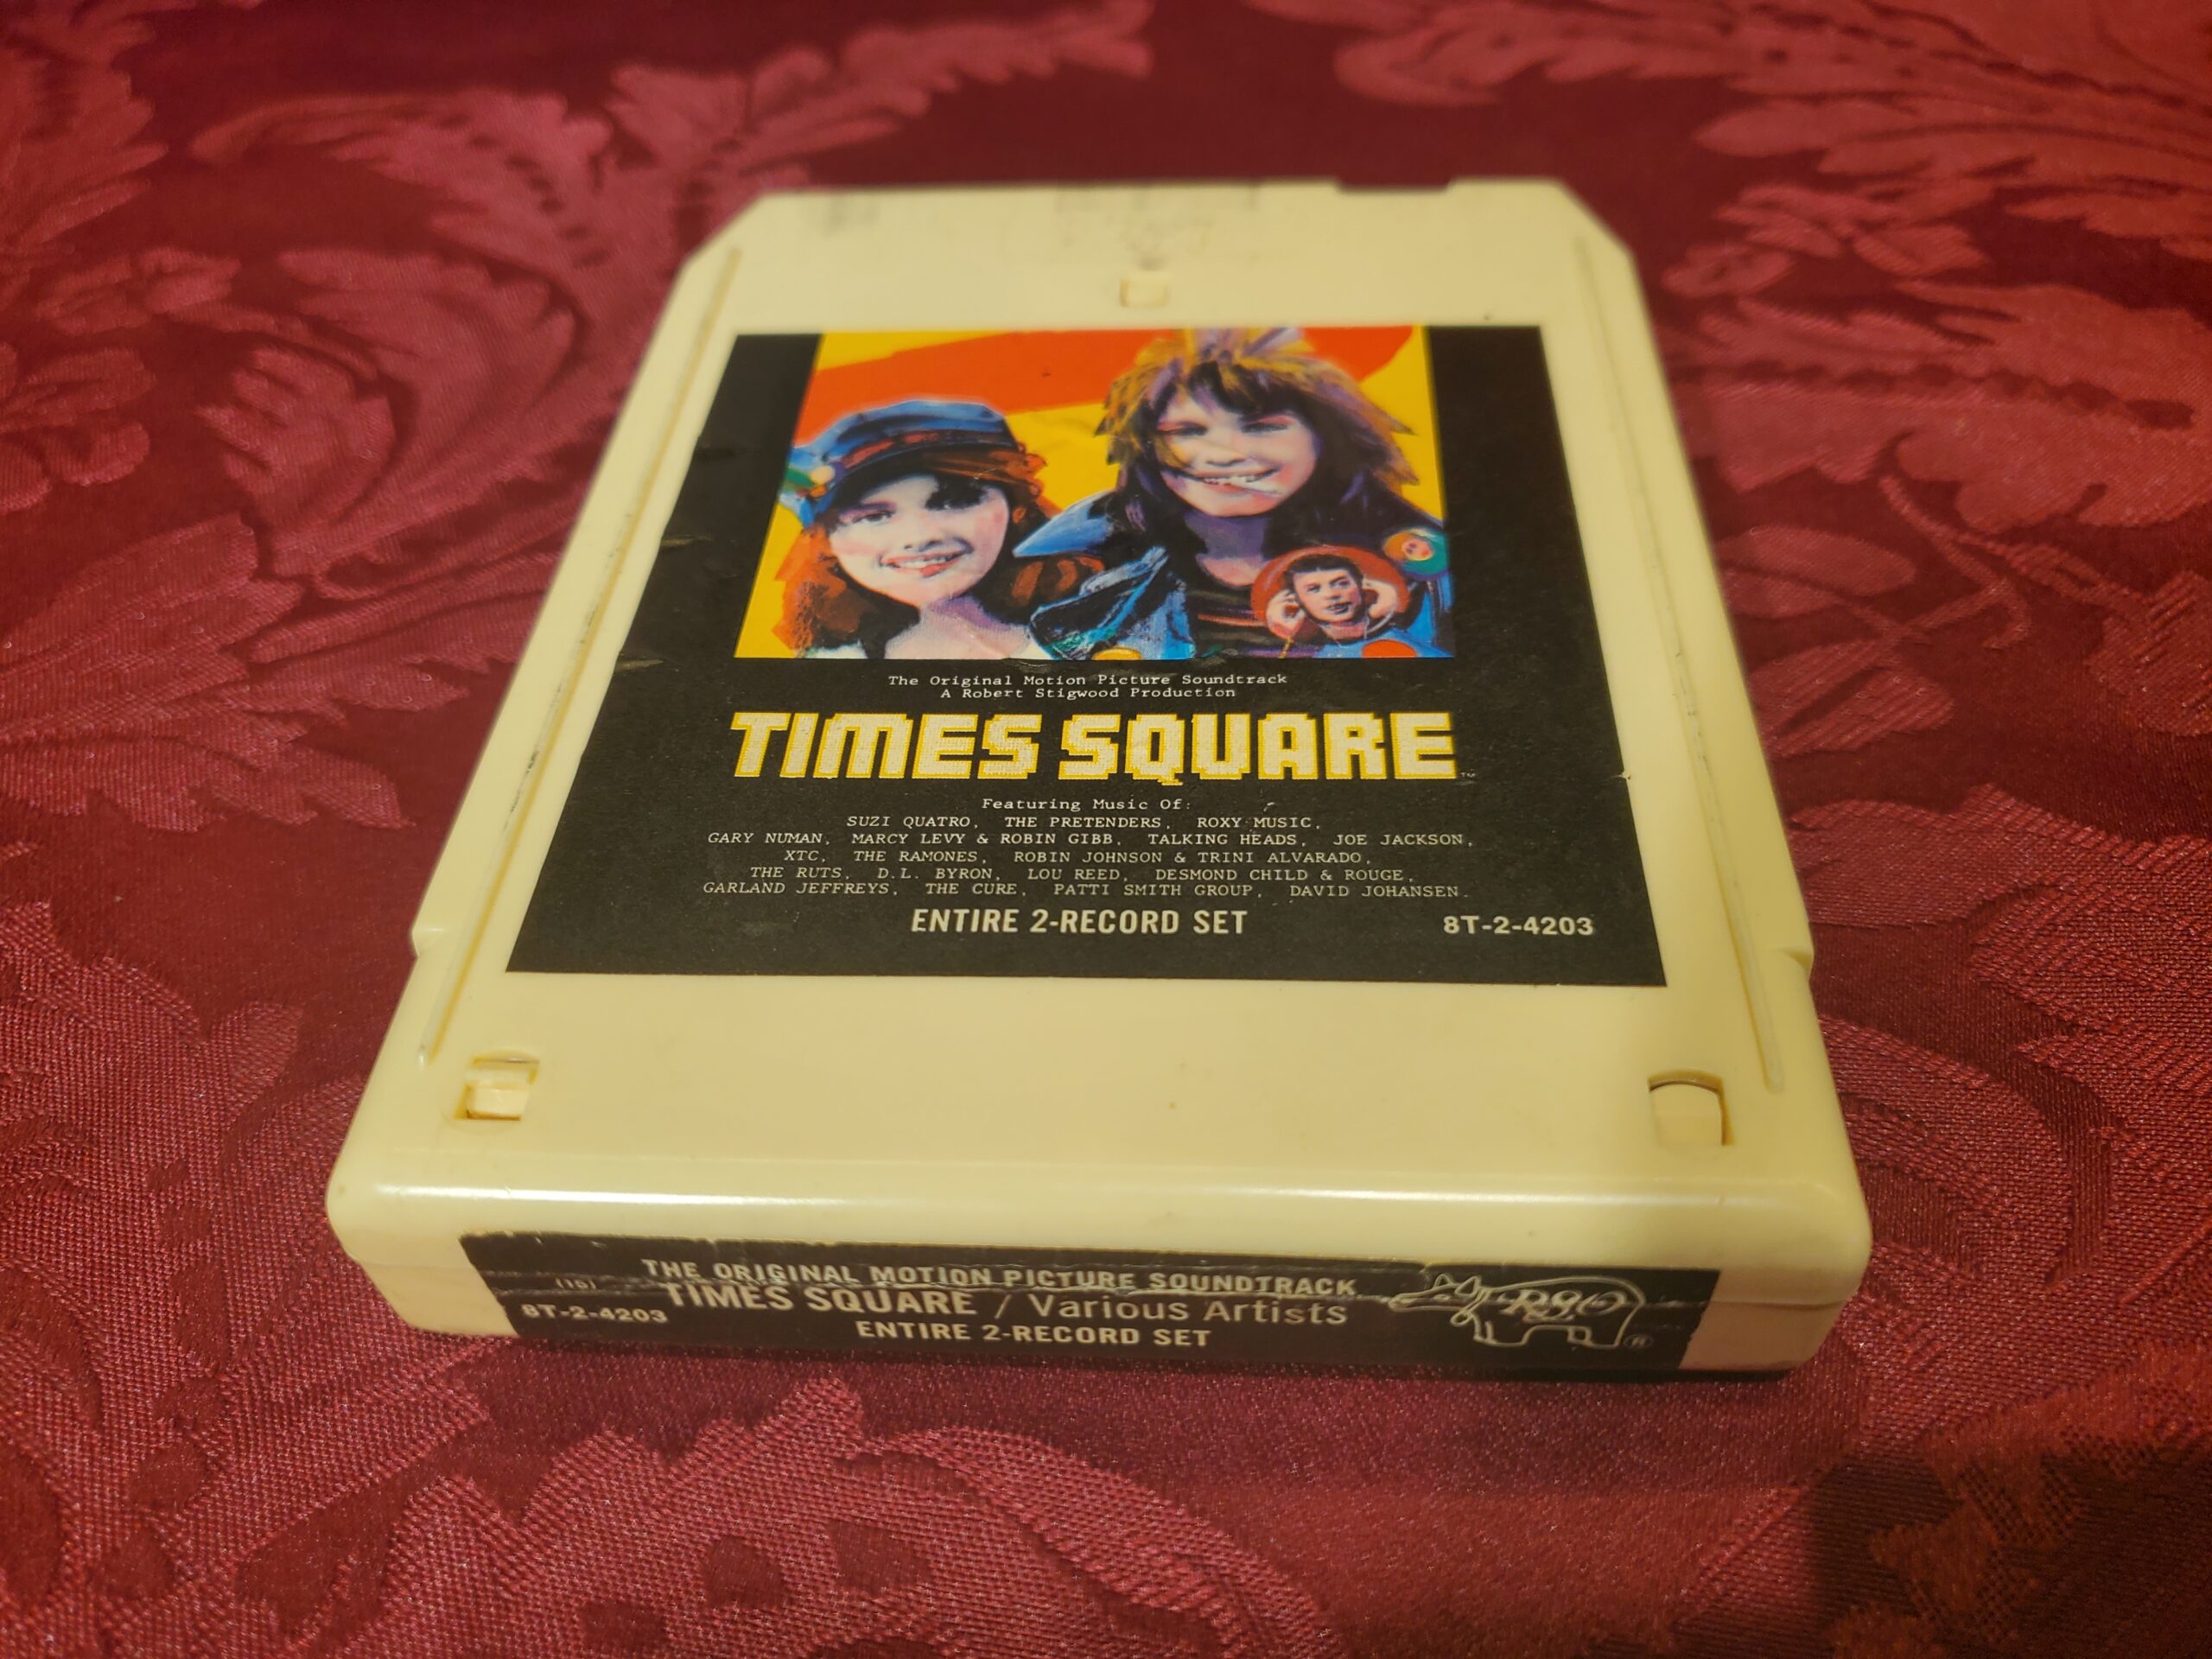 The Original Motion Picture Soundtrack
A Robert Stigwood Production
TIMES SQUARE™
Featuring Music Of:
SUZI QUATRO, THE PRETENDERS, ROXY MUSIC,
GARY NUMAN, MARCY LEVY & ROBIN GIBB, TALKING HEADS, JOE JACKSON,
XTC, THE RAMONES, ROBIN JOHNSON & TRINI ALVARADO,
THE RUTS, D.L. BYRON, LOU REED, DESMOND CHILD & ROUGE,
GARLAND JEFFREYS, THE CURE, PATTI SMITH GROUP, DAVID JOHANSEN.
ENTIRE 2-RECORD SET 8T-2-4203
THE ORIGINAL MOTION PICTURE SOUNDTRACK
8T-2-4203 TIMES SQUARE / Various Artists
ENTIRE 2-RECORD SET
RSO ®